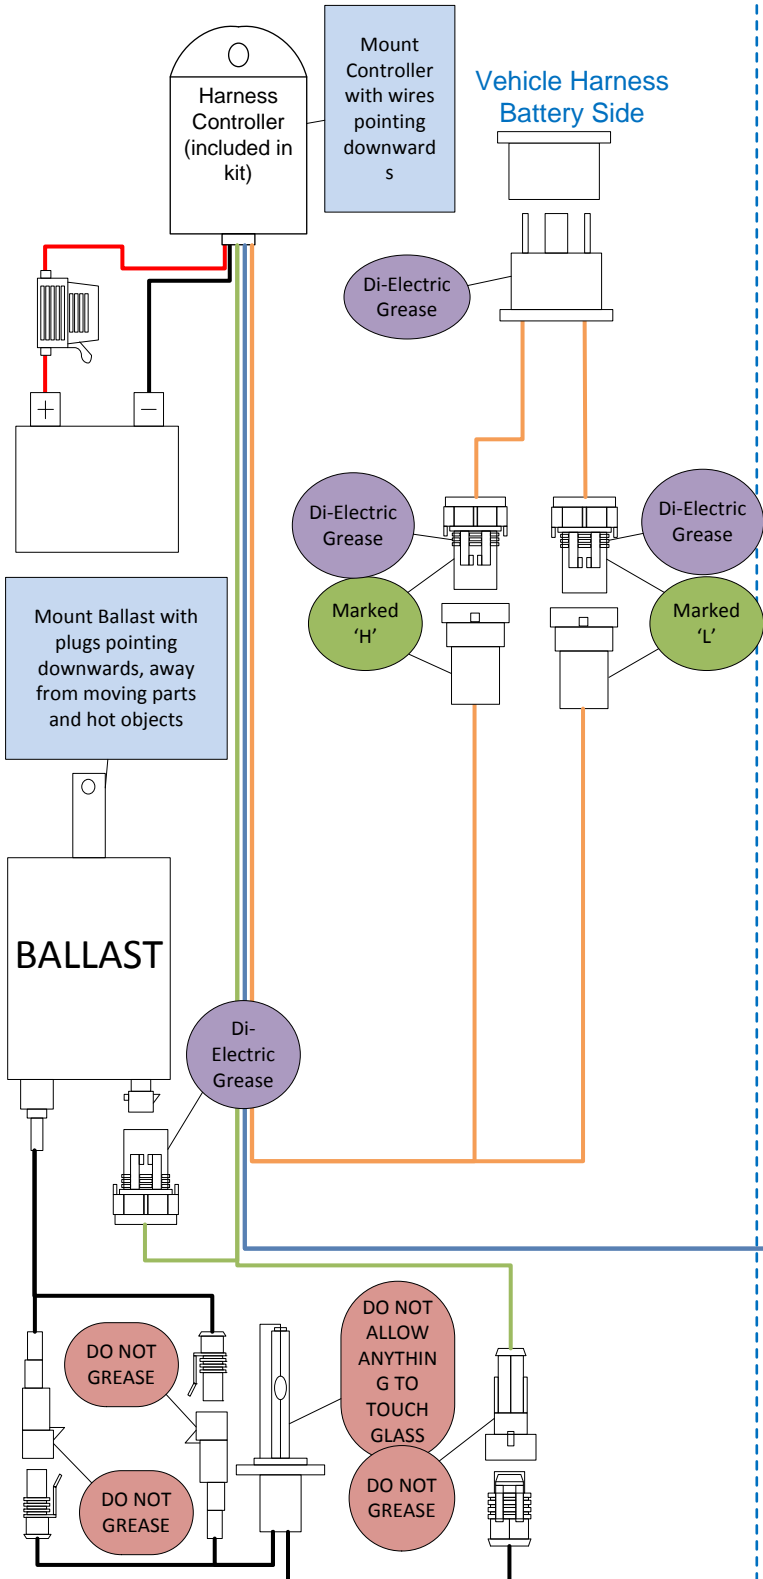 Harness
Controller
(included in
kit)
Mount
Controller
with wires
pointing
downward
s
Vehicle Harness
Battery Side
Di-Electric
Grease
+
−
Di-Electric
Grease
Di-Electric
Grease
Marked
‘H’
Marked
‘L’
Mount Ballast with
plugs pointing
downwards, away
from moving parts
and hot objects
BALLAST
Di-
Electric
Grease
DO NOT
GREASE
DO NOT
ALLOW
ANYTHIN
G TO
TOUCH
GLASS
DO NOT
GREASE
DO NOT
GREASE